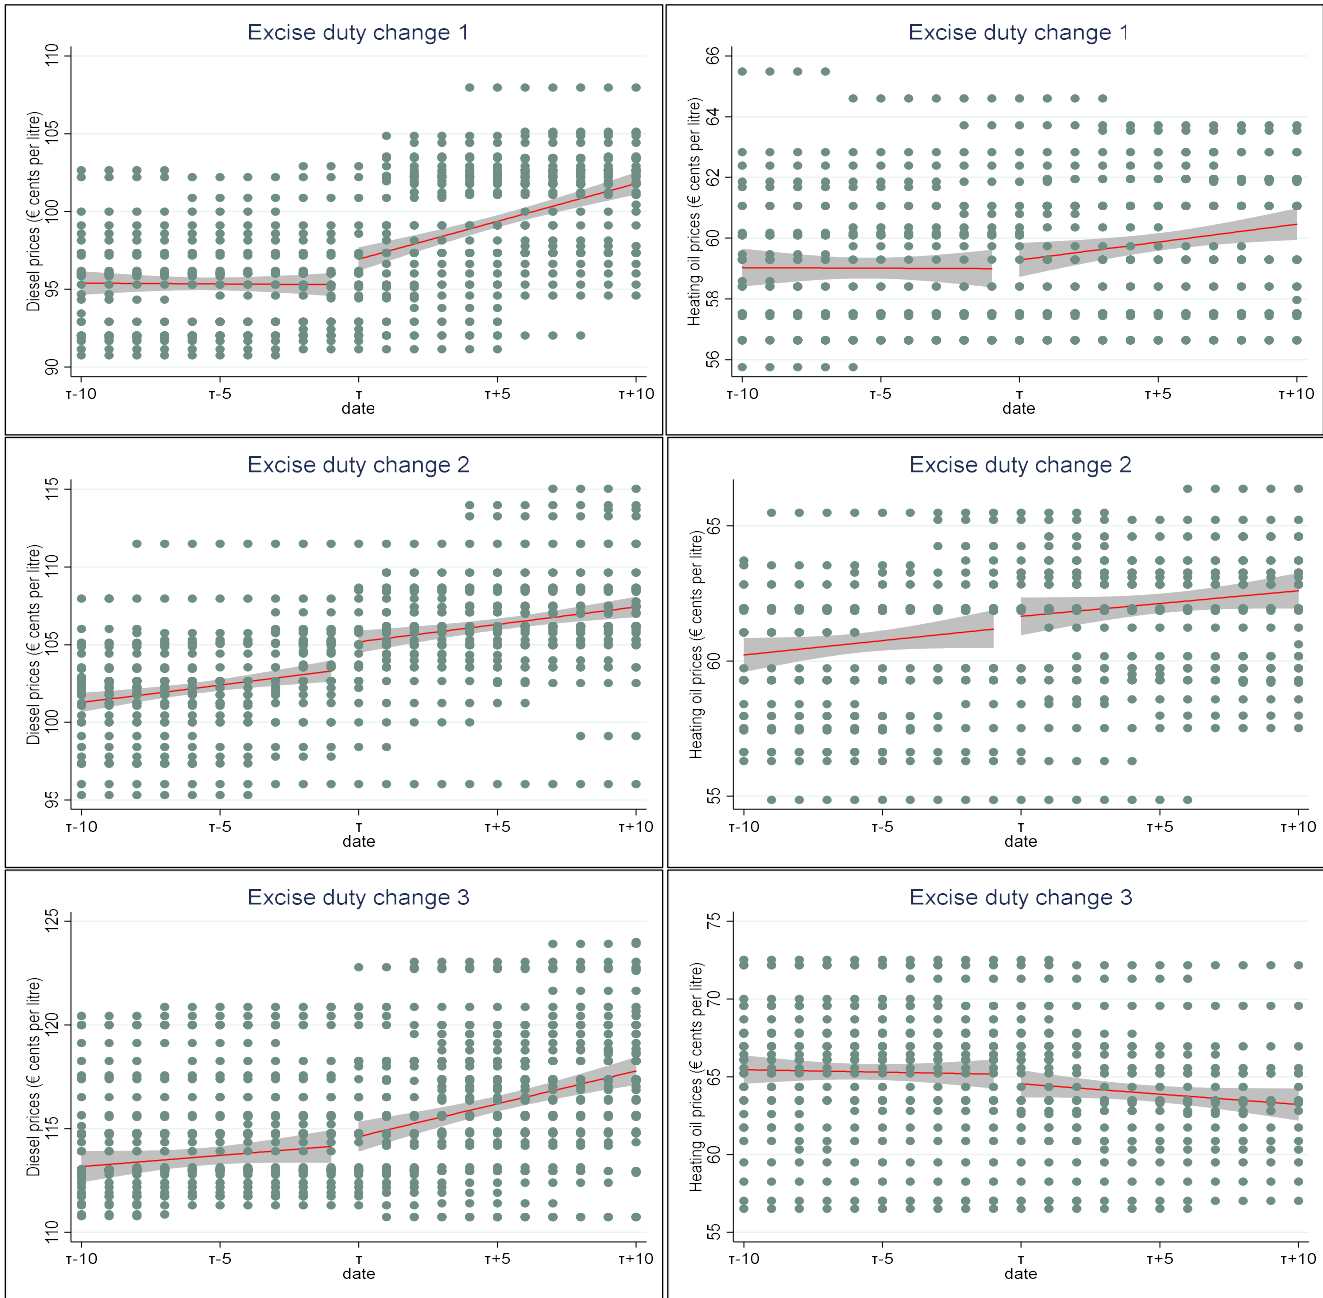 Excise duty change 1
Diesel prices (€ cents per litre)
110
105
100
95
90
τ-10
τ-5
τ
τ+5
τ+10
date
Excise duty change 1
Heating oil prices (€ cents per litre)
66
64
62
60
58
56
τ-10
τ-5
τ
τ+5
τ+10
date
Excise duty change 2
Diesel prices (€ cents per litre)
115
110
105
100
95
τ-10
τ-5
τ
τ+5
τ+10
date
Excise duty change 2
Heating oil prices (€ cents per litre)
65
60
55
τ-10
τ-5
τ
τ+5
τ+10
date
Excise duty change 3
Diesel prices (€ cents per litre)
125
120
115
110
τ-10
τ-5
τ
τ+5
τ+10
date
Excise duty change 3
Heating oil prices (€ cents per litre)
75
70
65
60
55
τ-10
τ-5
τ
τ+5
τ+10
date